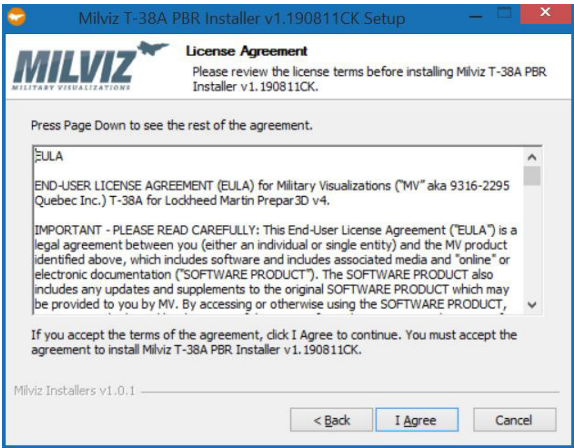 Milviz T-38A PBR Installer v1.190811CK Setup
MILVIZ
MILITARY VISUALIZATIONS
License Agreement
Please review the license terms before installing Milviz T-38A PBR
Installer v1.190811CK.
Press Page Down to see the rest of the agreement.
EULA
END-USER LICENSE AGREEMENT (EULA) for Military Visualizations ("MV" aka 9316-2295
Quebec Inc.) T-38A for Lockheed Martin Prepar3D v4.
IMPORTANT - PLEASE READ CAREFULLY: This End-User License Agreement ("EULA") is a
legal agreement between you (either an individual or single entity) and the MV product
identified above, which includes software and includes associated media and "online" or
electronic documentation ("SOFTWARE PRODUCT"). The SOFTWARE PRODUCT also
includes any updates and supplements to the original SOFTWARE PRODUCT which may
be provided to you by MV. By accessing or otherwise using the SOFTWARE PRODUCT,
If you accept the terms of the agreement, click I Agree to continue. You must accept the
agreement to install Milviz T-38A PBR Installer v1.190811CK.
Milviz Installers v1.0.1
< Back
I Agree
Cancel